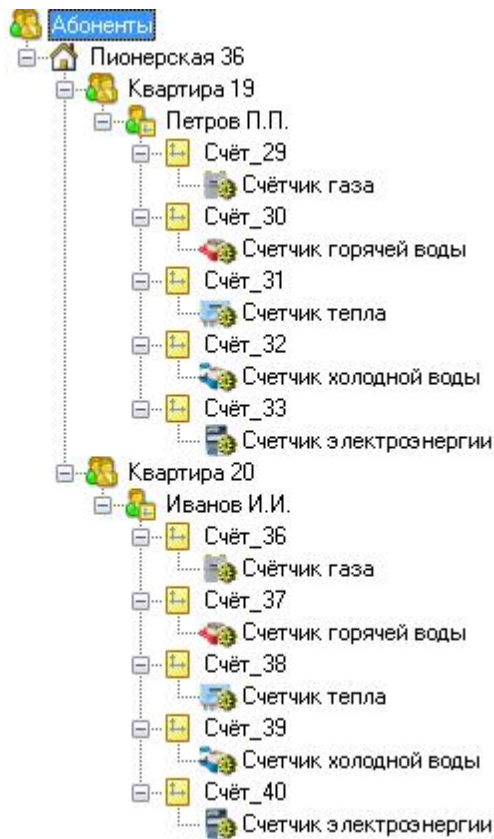 Абоненты
Пионерская 36
Квартира 19
Петров П.П.
Счёт_29
Счётчик газа
Счёт_30
Счетчик горячей воды
Счёт_31
Счетчик тепла
Счёт_32
Счетчик холодной воды
Счёт_33
Счетчик электроэнергии
Квартира 20
Иванов И.И.
Счёт_36
Счётчик газа
Счёт_37
Счетчик горячей воды
Счёт_38
Счетчик тепла
Счёт_39
Счетчик холодной воды
Счёт_40
Счетчик электроэнергии